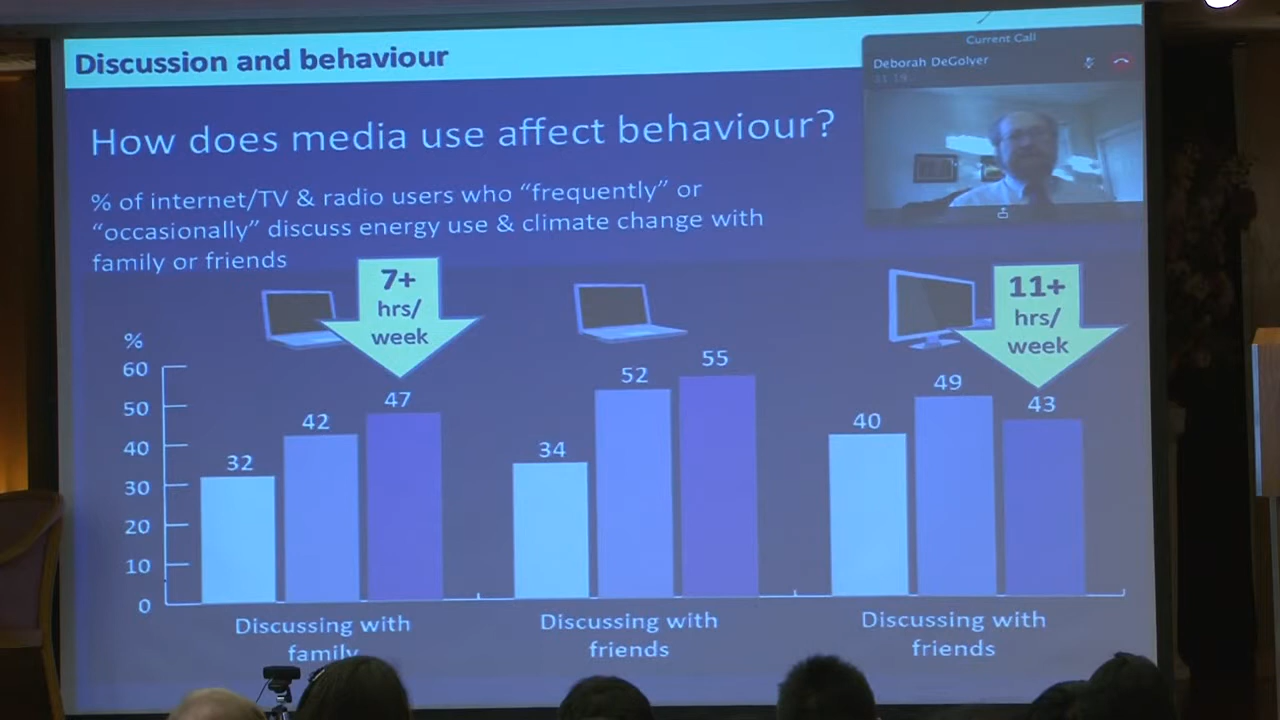 Discussion and behaviour
Current Call
Deborah DeGolyer
How does media use affect behaviour?
% of internet/TV & radio users who “frequently” or
“occasionally” discuss energy use & climate change with
family or friends
7+
hrs/
week
11+
hrs/
week
%
60
50
40
30
20
10
0
32
42
47
34
52
55
40
49
43
Discussing with
family
Discussing with
friends
Discussing with
friends